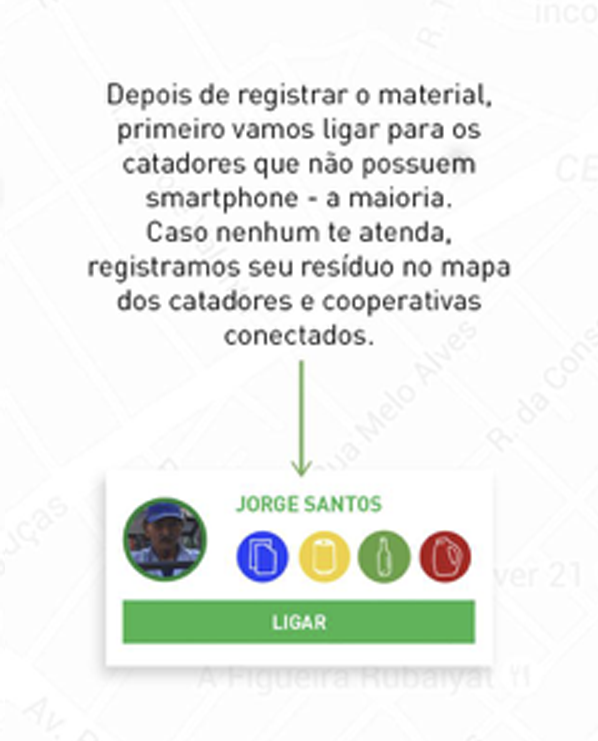 inco
R.
Depois de registrar o material,
primeiro vamos ligar para os
catadores que não possuem
smartphone - a maioria.
Caso nenhum te atenda,
registramos seu resíduo no mapa
dos catadores e cooperativas
conectados.
Rua Melo Alves
R. da Cons
JORGE SANTOS
LIGAR
ver 21
A Figueira Rubaiyat
Av.